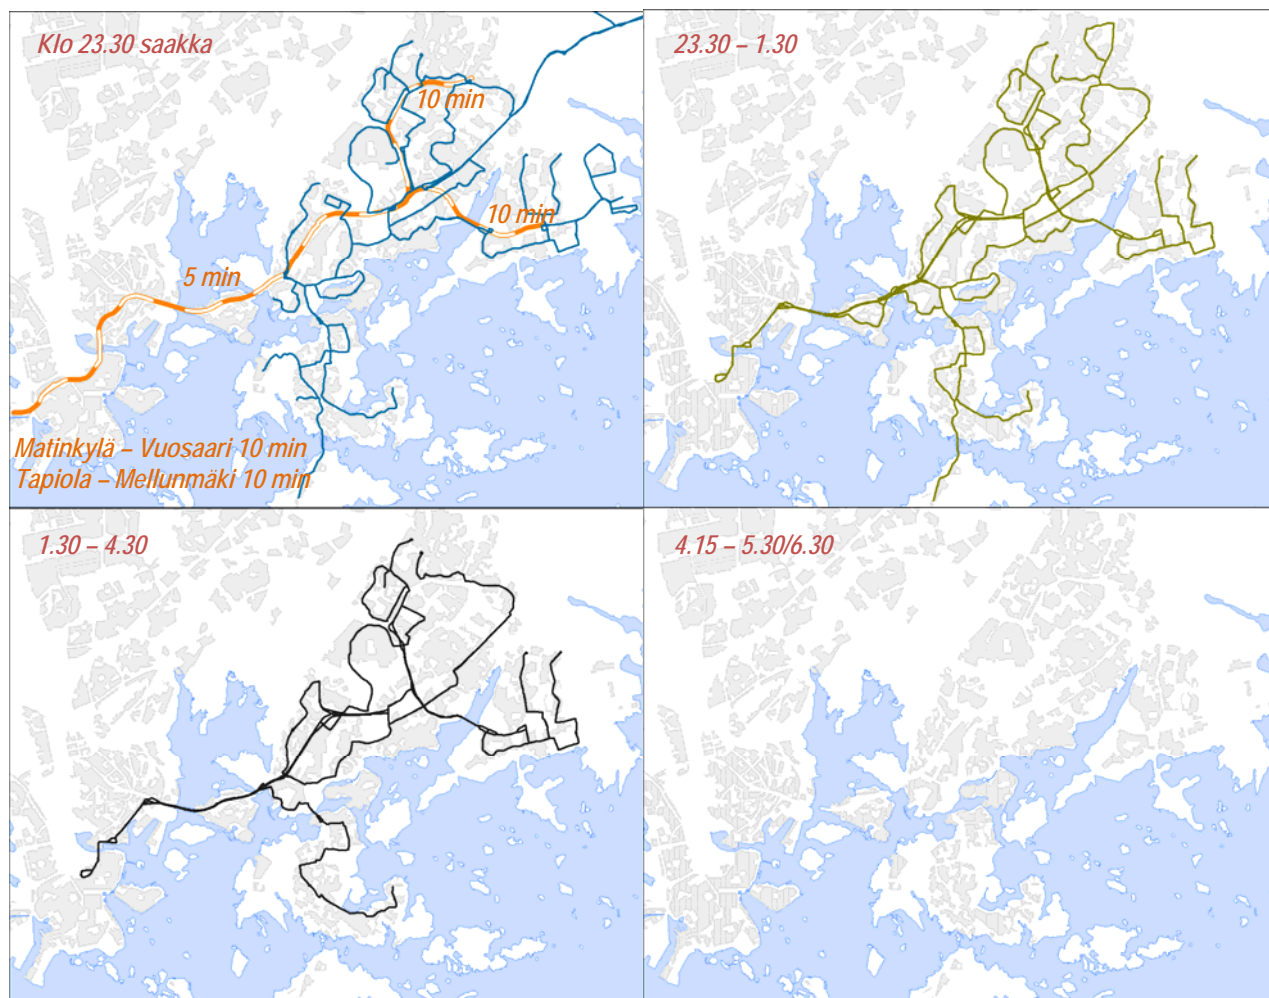 Klo 23.30 saakka
23.30 – 1.30
10 min
10 min
5 min
Matinkylä – Vuosaari 10 min
Tapiola – Mellunmäki 10 min
1.30 – 4.30
4.15 – 5.30/6.30